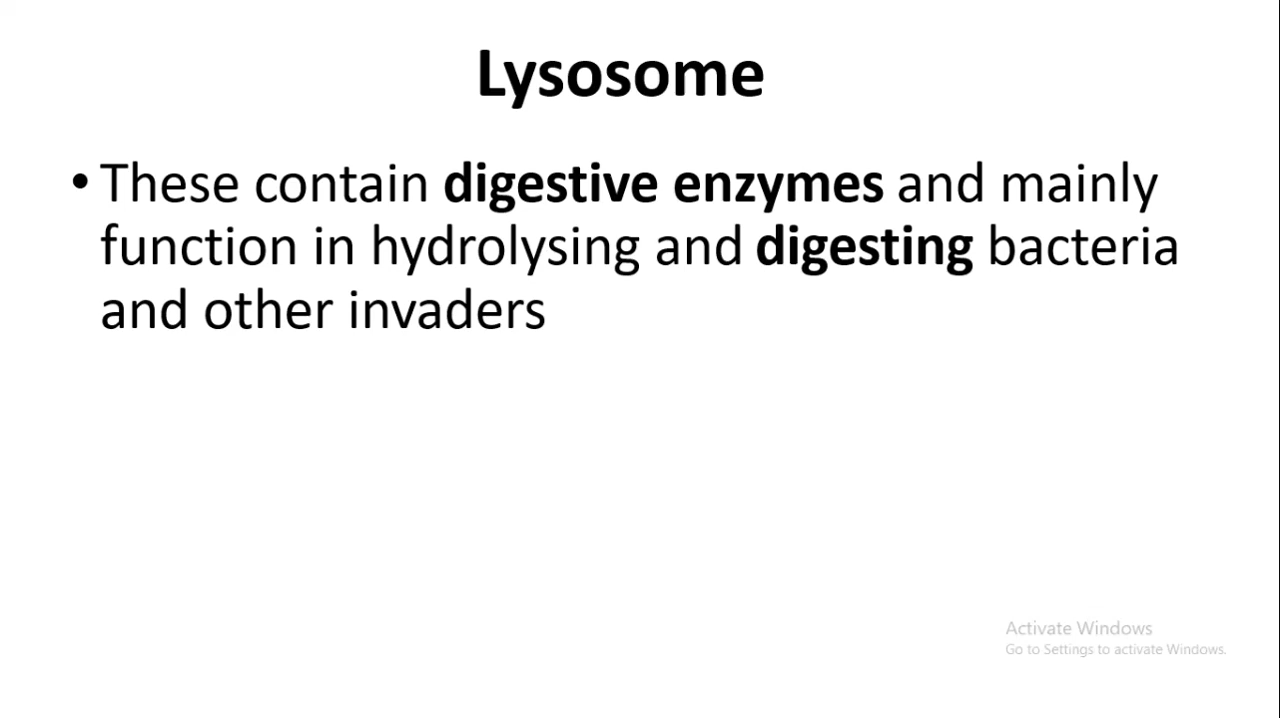 Lysosome
• These contain digestive enzymes and mainly
function in hydrolysing and digesting bacteria
and other invaders
Activate Windows
Go to Settings to activate Windows.